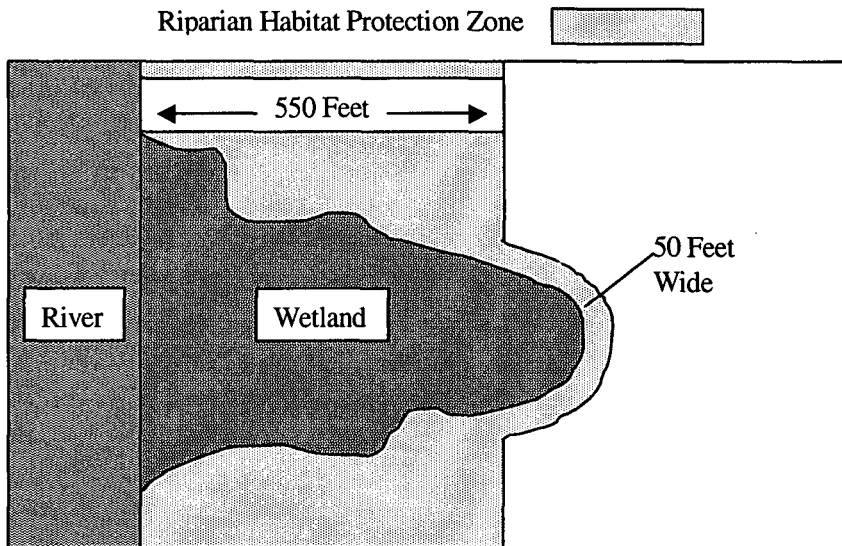 Riparian Habitat Protection Zone
550 Feet
50 Feet
Wide
River
Wetland